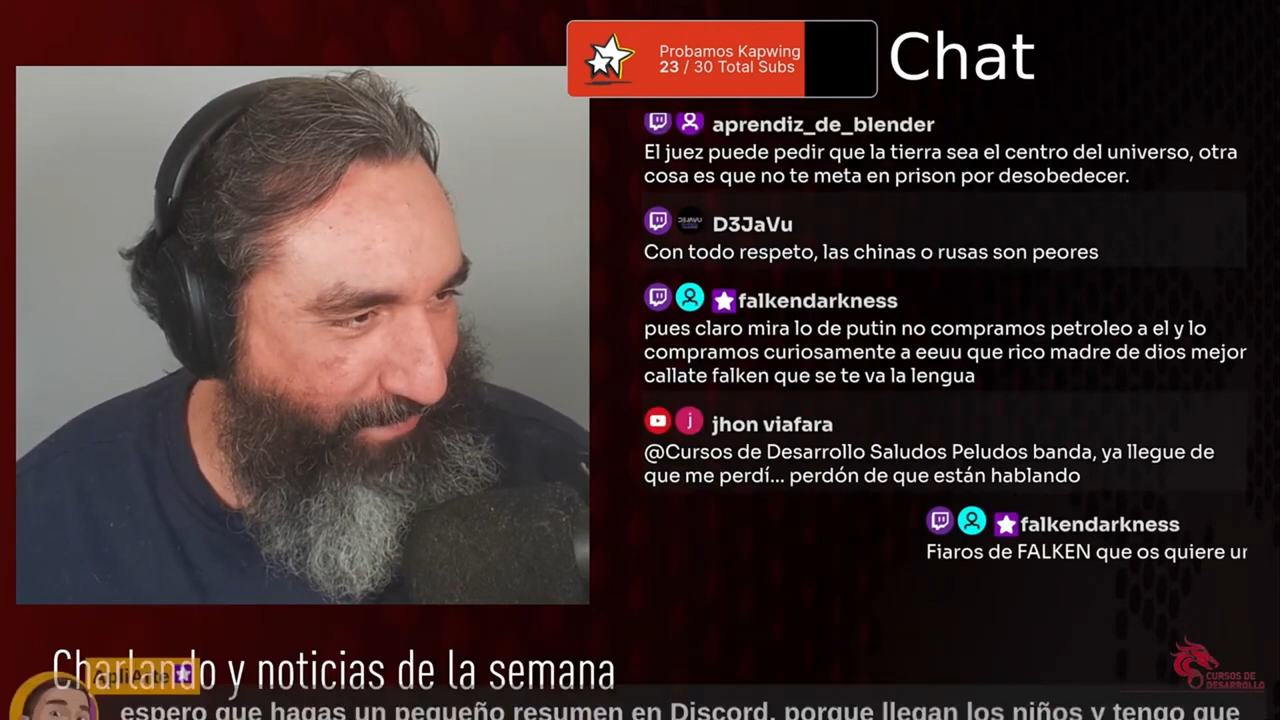 Probamos Kapwing
23 / 30 Total Subs
Chat
aprendiz_de_blender
El juez puede pedir que la tierra sea el centro del universo, otra
cosa es que no te meta en prison por desobedecer.
DEJAVU
D3JaVu
Con todo respeto, las chinas o rusas son peores
falkendarkness
pues claro mira lo de putin no compramos petroleo a el y lo
compramos curiosamente a eeuu que rico madre de dios mejor
callate falken que se te va la lengua
j
jhon viafara
@Cursos de Desarrollo Saludos Peludos banda, ya llegue de
que me perdí... perdón de que están hablando
falkendarkness
Fiaros de FALKEN que os quiere ur
Charlando y noticias de la semana
ApliArte
CURSOS DE
DESARROLLO
espero que hagas un pequeño resumen en Discord, porque llegan los niños y tengo que